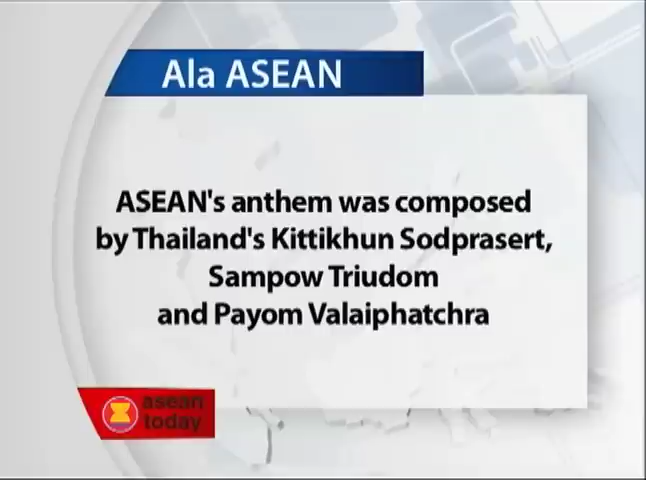 Ala ASEAN
ASEAN's anthem was composed
by Thailand's Kittikhun Sodprasert,
Sampow Triudom
and Payom Valaiphatchra
asean
today